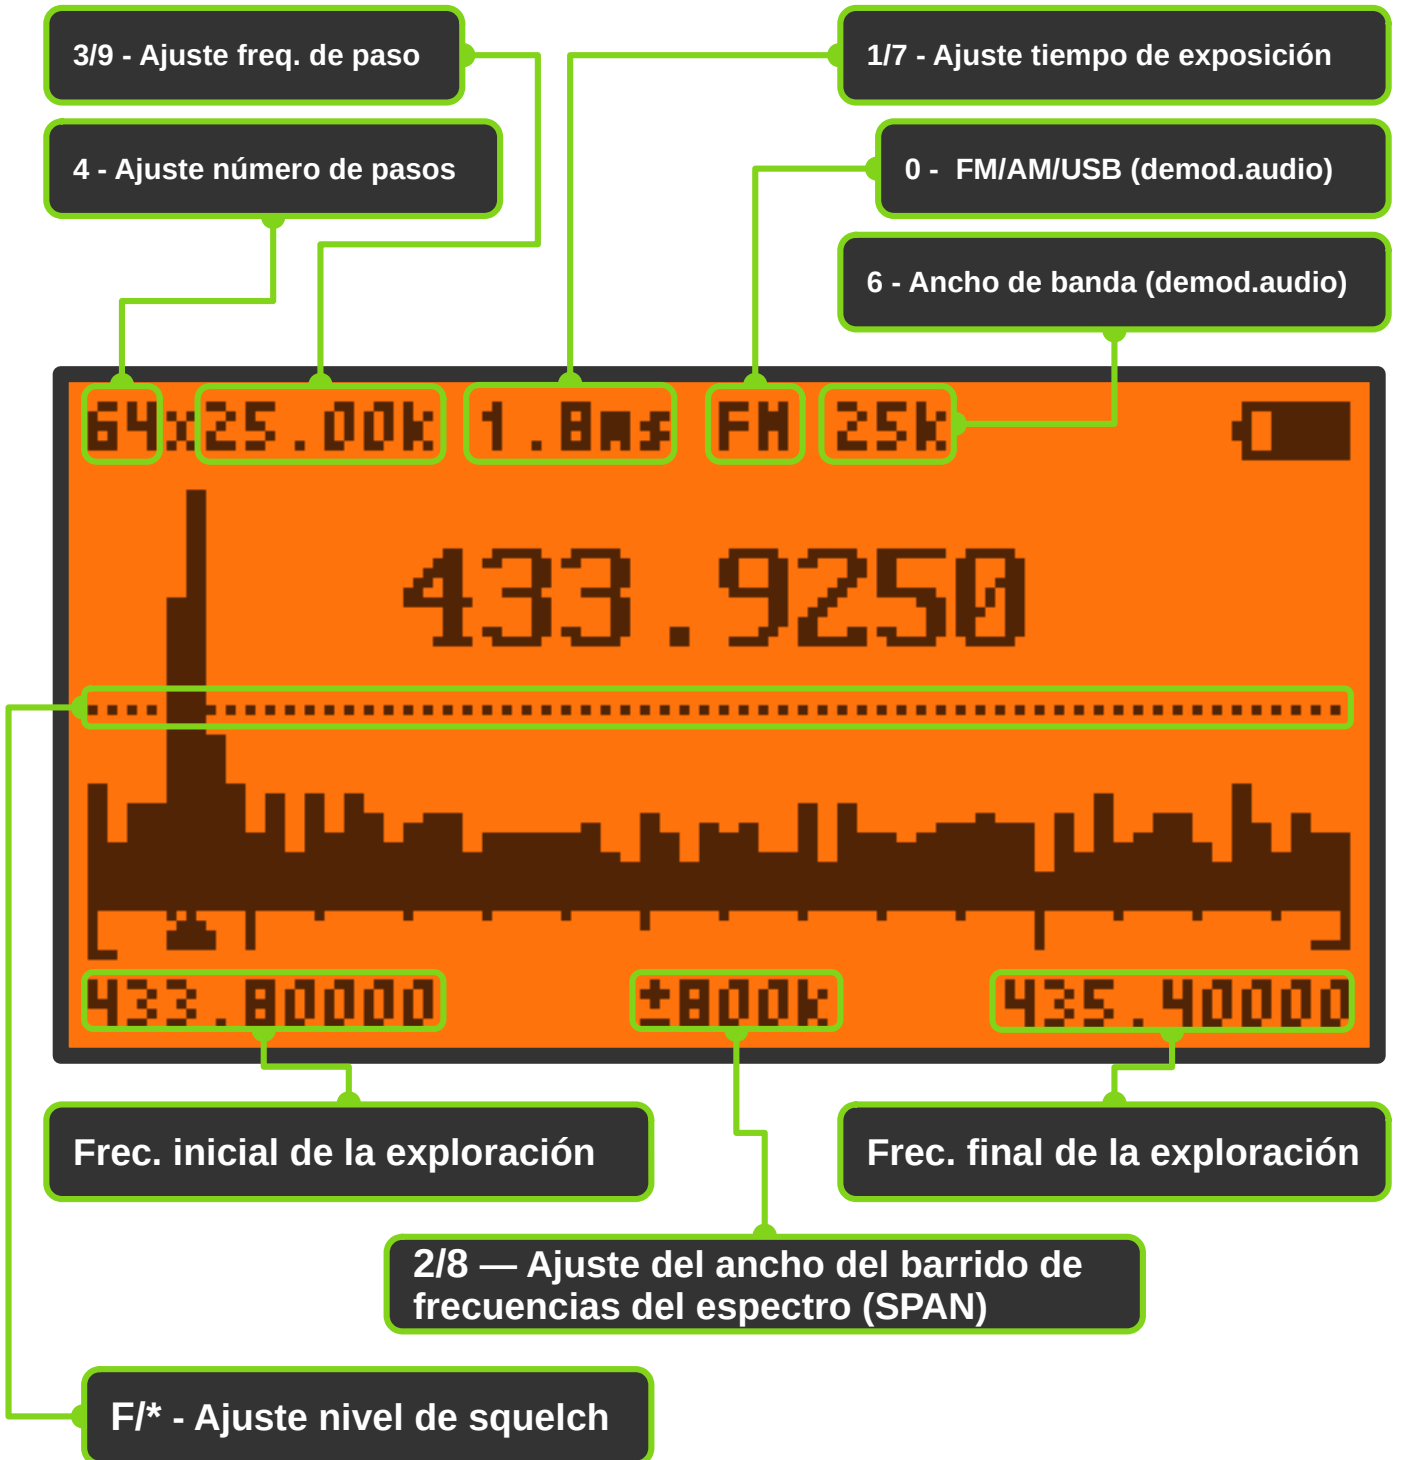 3/9 - Ajuste freq. de paso
1/7 - Ajuste tiempo de exposición
4 - Ajuste número de pasos
0 -  FM/AM/USB (demod.audio)
6 - Ancho de banda (demod.audio)
64x25.00k 1.8ms FM 25k
433.9250
433.80000 ±800k 435.40000
Frec. inicial de la exploración
Frec. final de la exploración
2/8 — Ajuste del ancho del barrido de
frecuencias del espectro (SPAN)
F/* - Ajuste nivel de squelch